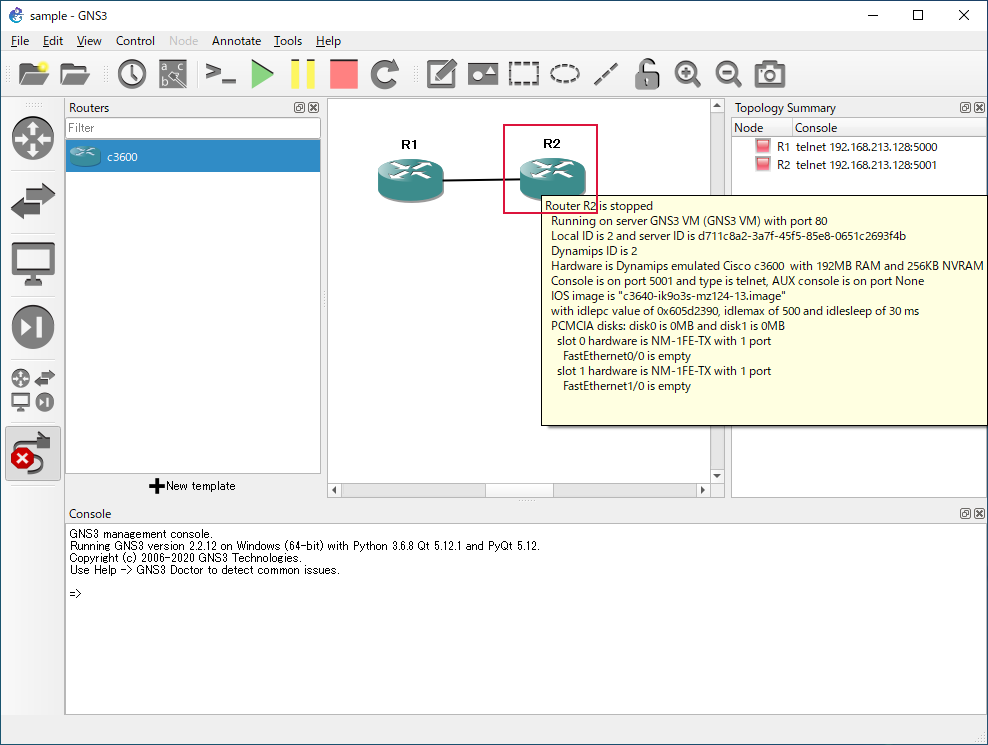 sample - GNS3
File Edit View Control Node Annotate Tools Help
Routers
Filter
c3600
New template
R1
R2
Topology Summary
Node Console
R1 telnet 192.168.213.128:5000
R2 telnet 192.168.213.128:5001
Router R2 is stopped
Running on server GNS3 VM (GNS3 VM) with port 80
Local ID is 2 and server ID is d711c8a2-3a7f-45f5-85e8-0651c2693f4b
Dynamips ID is 2
Hardware is Dynamips emulated Cisco c3600 with 192MB RAM and 256KB NVRAM
Console is on port 5001 and type is telnet, AUX console is on port None
IOS image is "c3640-ik9o3s-mz124-13.image"
with idlepc value of 0x605d2390, idlemax of 500 and idlesleep of 30 ms
PCMCIA disks: disk0 is 0MB and disk1 is 0MB
slot 0 hardware is NM-1FE-TX with 1 port
FastEthernet0/0 is empty
slot 1 hardware is NM-1FE-TX with 1 port
FastEthernet1/0 is empty
Console
GNS3 management console.
Running GNS3 version 2.2.12 on Windows (64-bit) with Python 3.6.8 Qt 5.12.1 and PyQt 5.12.
Copyright (c) 2006-2020 GNS3 Technologies.
Use Help -> GNS3 Doctor to detect common issues.
=>